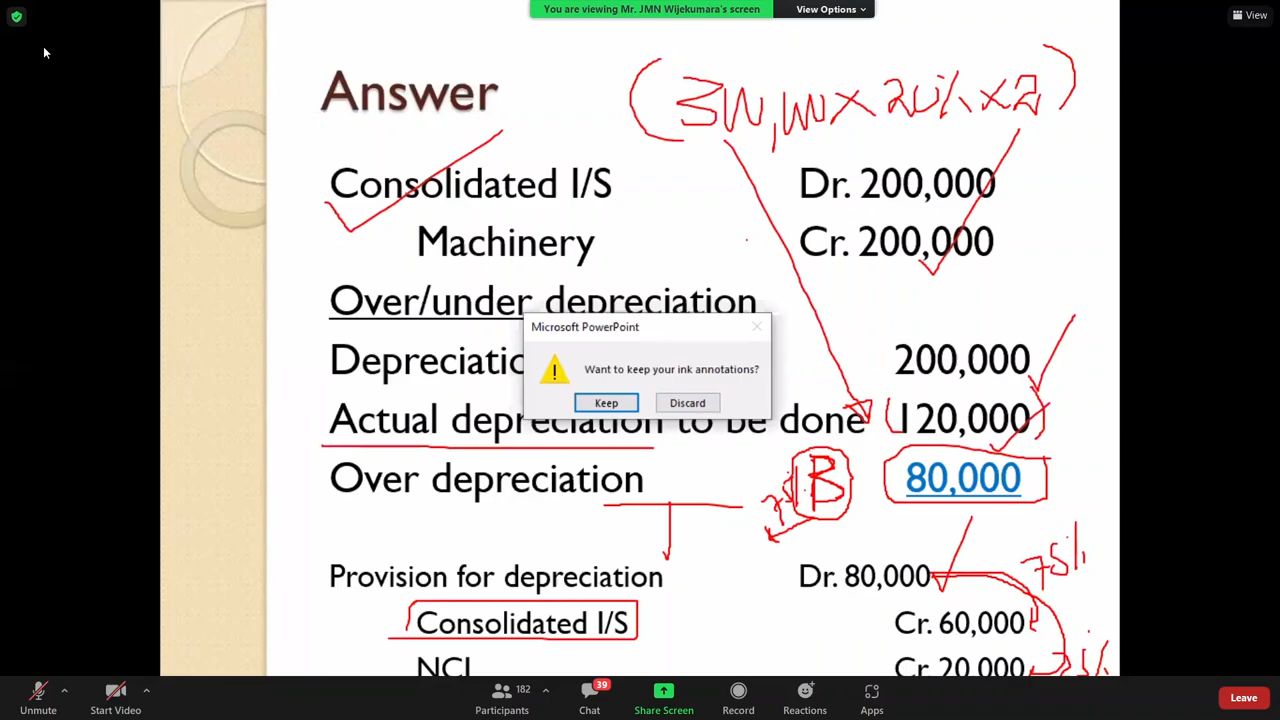 You are viewing Mr. JMN Wijekumara's screen View Options
View
Answer
(300,000 X 20% X 2)
Consolidated I/S Dr. 200,000
Machinery Cr. 200,000
Over/under depreciation
Microsoft PowerPoint
Want to keep your ink annotations?
Keep Discard
200,000
Actual depreciation to be done (120,000)
Over depreciation B 80,000
75%
Provision for depreciation Dr. 80,000
Consolidated I/S Cr. 60,000
NCI Cr. 20,000
39
182
Unmute Start Video Participants Chat Share Screen Record Reactions Apps Leave